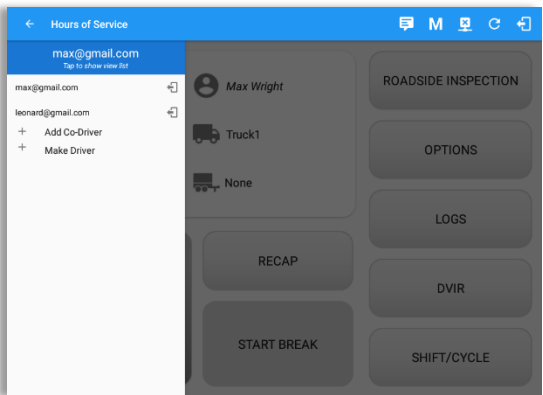 Hours of Service
M
max@gmail.com
Tap to show view list
max@gmail.com
leonard@gmail.com
+ Add Co-Driver
+ Make Driver
Max Wright
Truck1
None
RECAP
START BREAK
ROADSIDE INSPECTION
OPTIONS
LOGS
DVIR
SHIFT/CYCLE